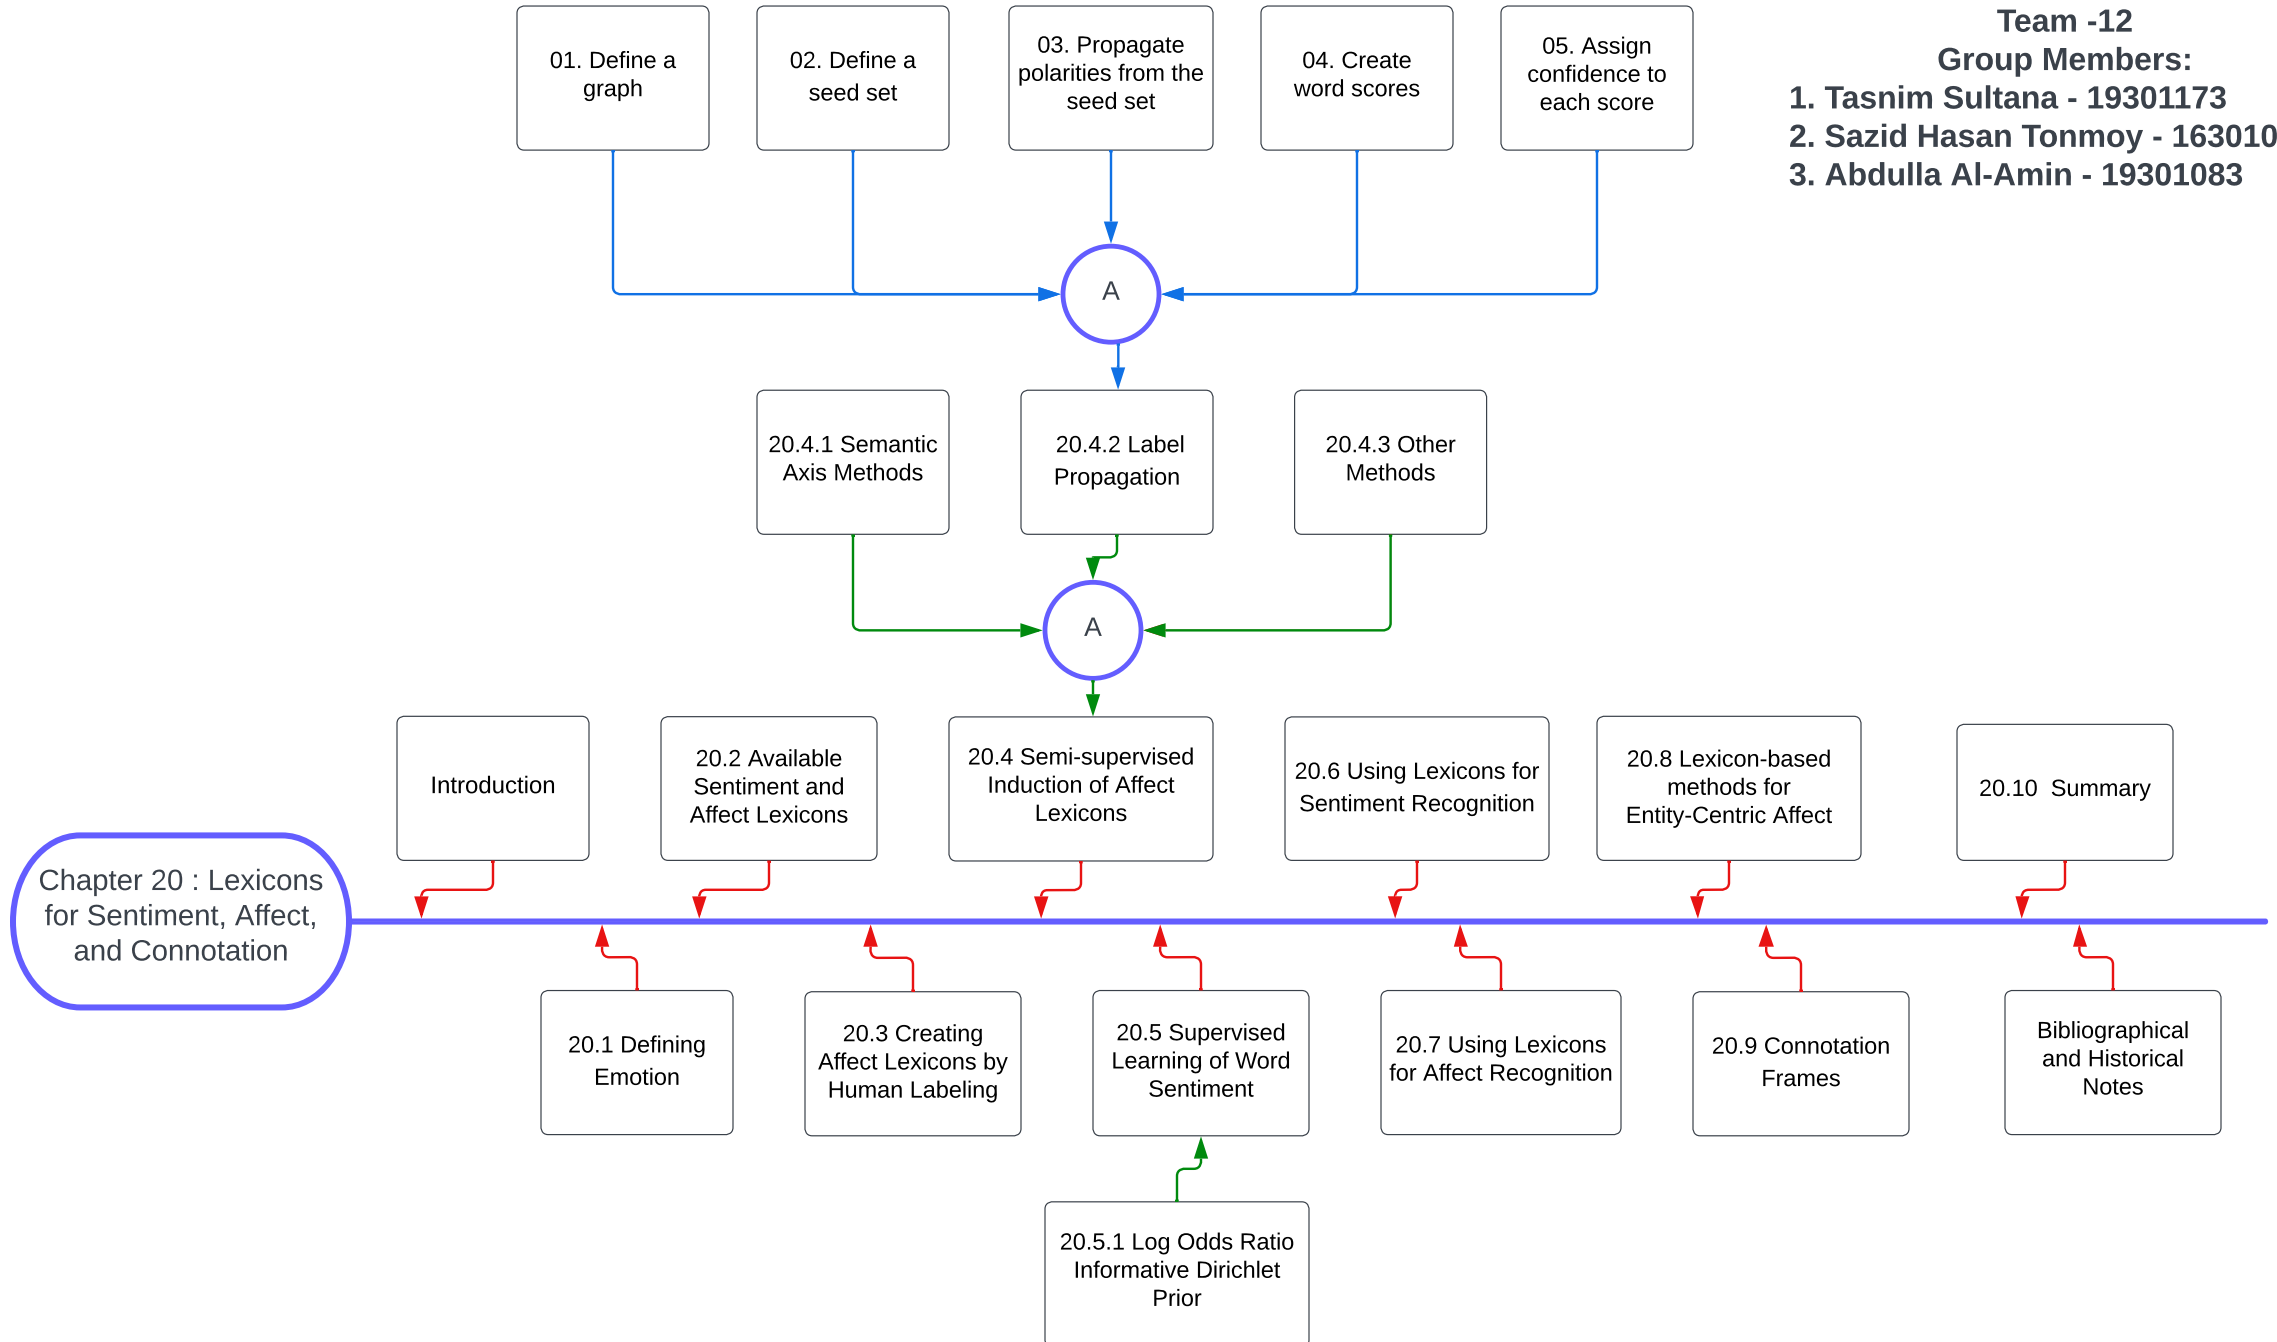 01. Define a
graph
02. Define a
seed set
03. Propagate
polarities from the
seed set
04. Create
word scores
05. Assign
confidence to
each score
Team -12
Group Members:
1. Tasnim Sultana - 19301173
2. Sazid Hasan Tonmoy - 163010
3. Abdulla Al-Amin - 19301083
A
20.4.1 Semantic
Axis Methods
20.4.2 Label
Propagation
20.4.3 Other
Methods
A
Introduction
20.2 Available
Sentiment and
Affect Lexicons
20.4 Semi-supervised
Induction of Affect
Lexicons
20.6 Using Lexicons for
Sentiment Recognition
20.8 Lexicon-based
methods for
Entity-Centric Affect
20.10  Summary
Chapter 20 : Lexicons
for Sentiment, Affect,
and Connotation
20.1 Defining
Emotion
20.3 Creating
Affect Lexicons by
Human Labeling
20.5 Supervised
Learning of Word
Sentiment
20.7 Using Lexicons
for Affect Recognition
20.9 Connotation
Frames
Bibliographical
and Historical
Notes
20.5.1 Log Odds Ratio
Informative Dirichlet
Prior